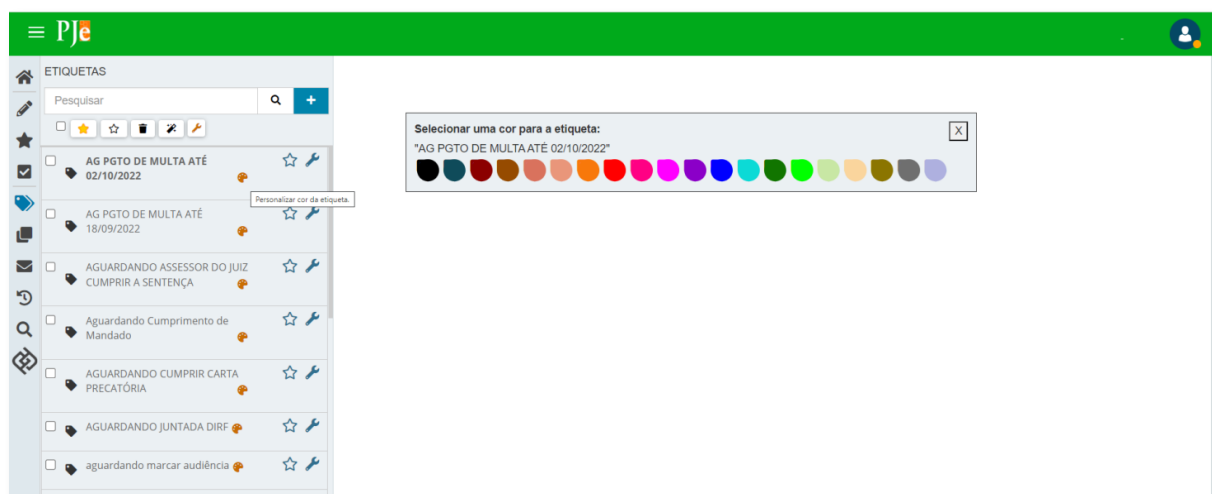 PJe
ETIQUETAS
Pesquisar
AG PGTO DE MULTA ATÉ
02/10/2022
Personalizar cor da etiqueta.
AG PGTO DE MULTA ATÉ
18/09/2022
AGUARDANDO ASSESSOR DO JUIZ
CUMPRIR A SENTENÇA
Aguardando Cumprimento de
Mandado
AGUARDANDO CUMPRIR CARTA
PRECATÓRIA
AGUARDANDO JUNTADA DIRF
aguardando marcar audiência
Selecionar uma cor para a etiqueta:
X
"AG PGTO DE MULTA ATÉ 02/10/2022"